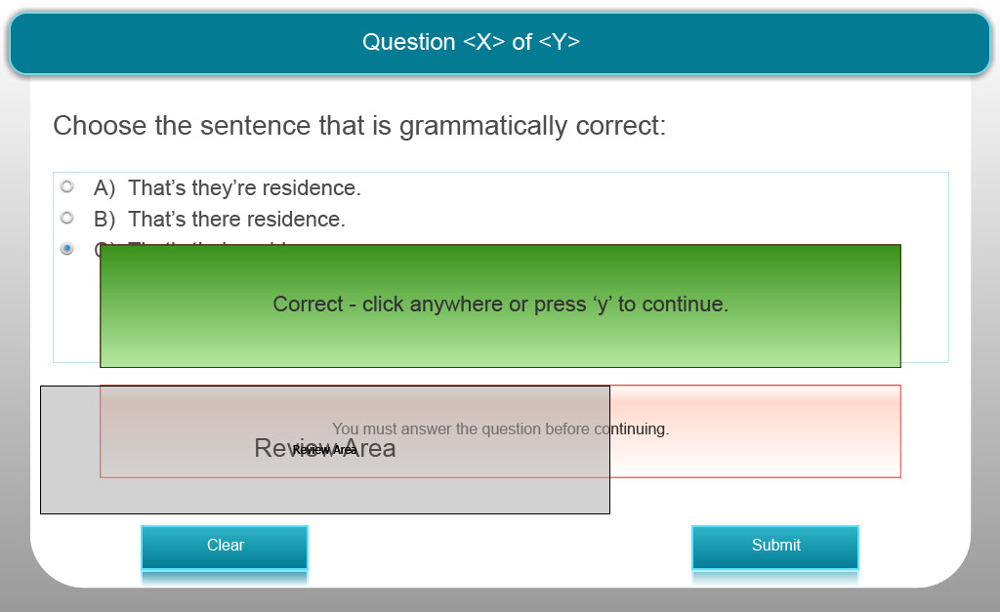 Question <X> of <Y>
Choose the sentence that is grammatically correct:
A) That’s they’re residence.
B) That’s there residence.
C) That’s
Correct - click anywhere or press ‘y’ to continue.
You must answer the question before continuing.
Review Area
Review Area
Clear
Submit